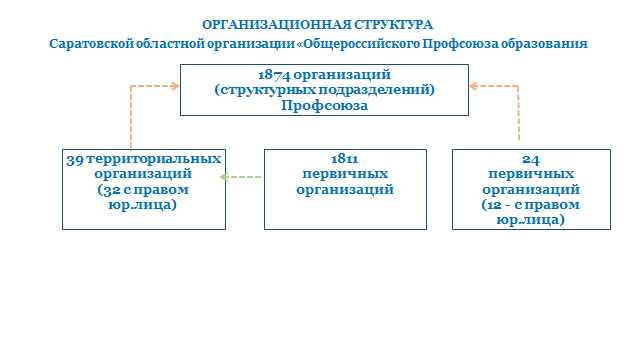 ОРГАНИЗАЦИОННАЯ СТРУКТУРА
Саратовской областной организации «Общероссийского Профсоюза образования
1874 организаций
(структурных подразделений)
Профсоюза
39 территориальных
организаций
(32 с правом
юр.лица)
1811
первичных
организаций
24
первичных
организаций
(12 - с правом
юр.лица)